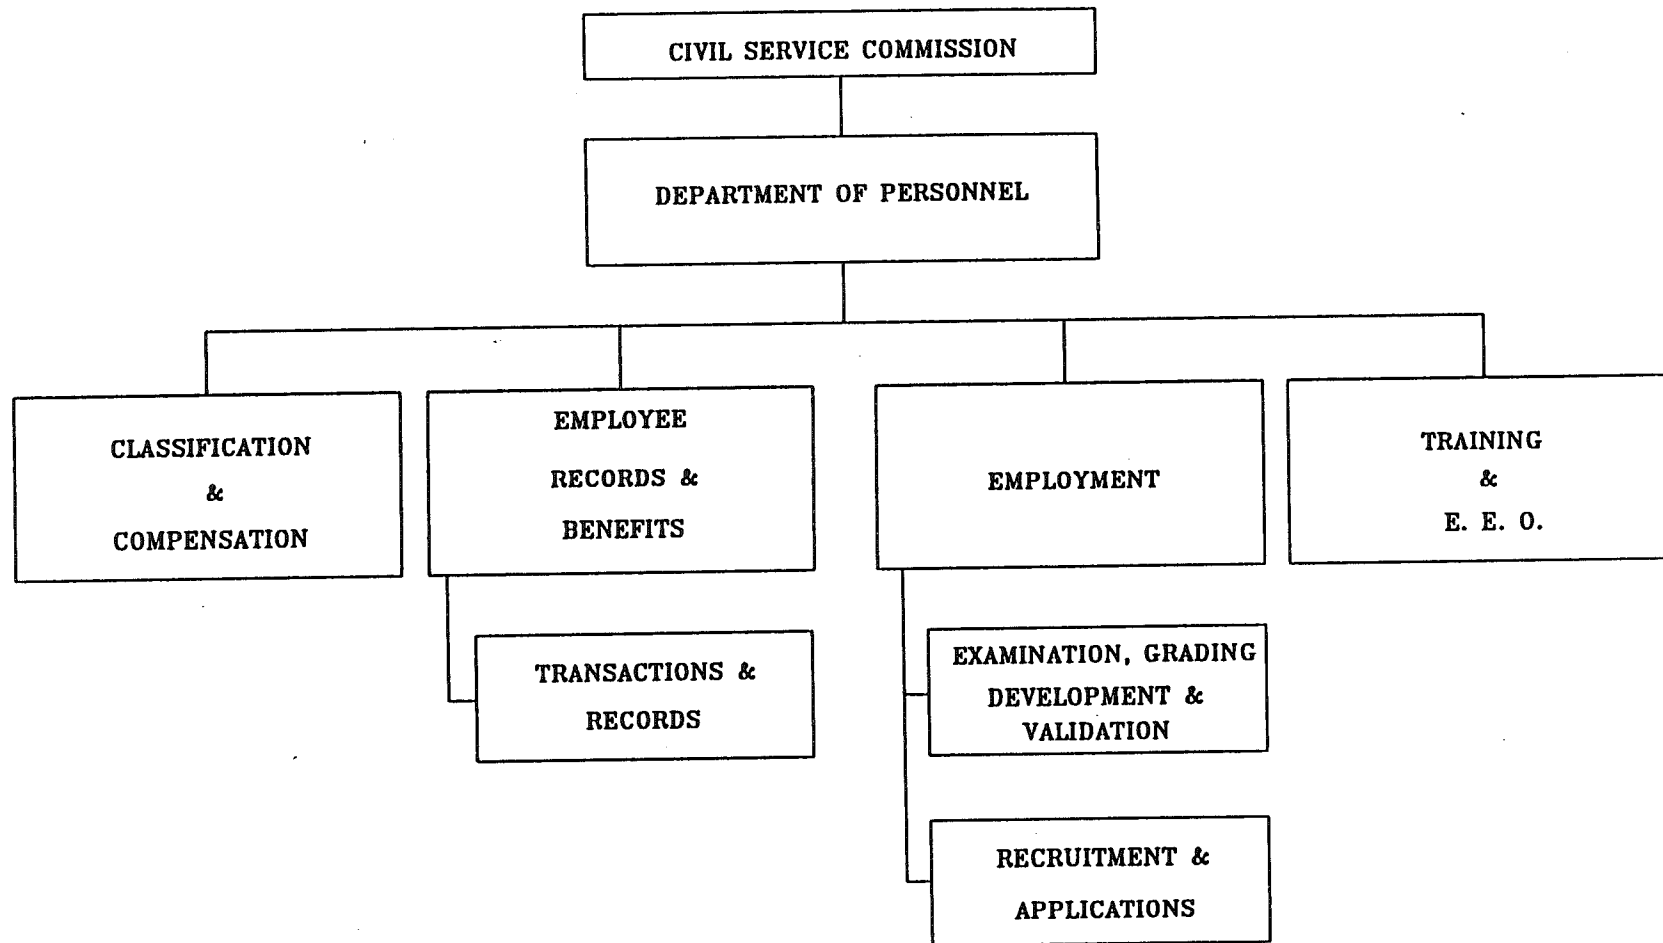 CIVIL SERVICE COMMISSION
DEPARTMENT OF PERSONNEL
CLASSIFICATION
&
COMPENSATION
EMPLOYEE
RECORDS &
BENEFITS
EMPLOYMENT
TRAINING
&
E. E. O.
TRANSACTIONS &
RECORDS
EXAMINATION, GRADING
DEVELOPMENT &
VALIDATION
RECRUITMENT &
APPLICATIONS